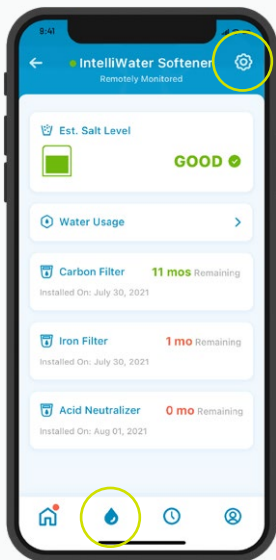 9:41
IntelliWater Softener
Remotely Monitored
Est. Salt Level
GOOD
Water Usage
Carbon Filter 11 mos Remaining
Installed On: July 30, 2021
Iron Filter 1 mo Remaining
Installed On: July 30, 2021
Acid Neutralizer 0 mo Remaining
Installed On: Aug 01, 2021